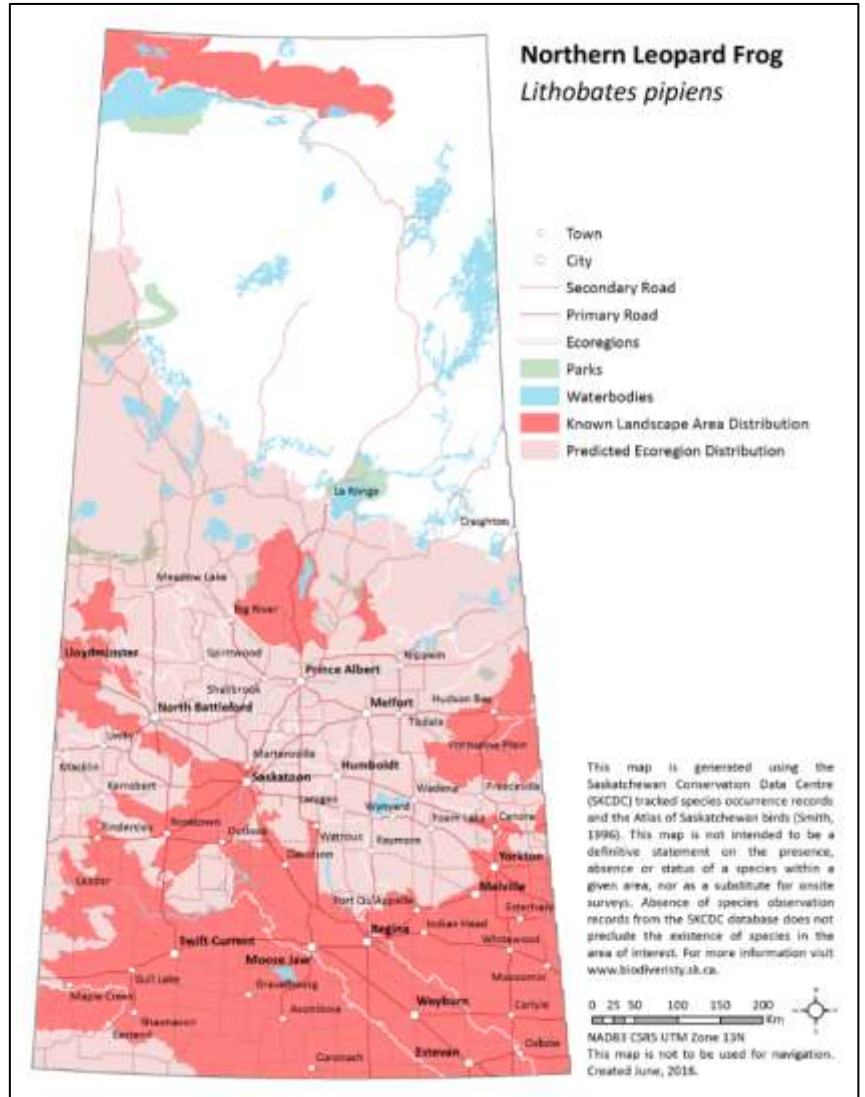 Northern Leopard Frog
Lithobates pipiens
Town
City
Secondary Road
Primary Road
Ecoregions
Parks
Waterbodies
Known Landscape Area Distribution
Predicted Ecoregion Distribution
La Ronge
Creighton
Meadow Lake
Big River
Lloydminster
Spiritwood
Nipawin
Prince Albert
Shellbrook
North Battleford
Melfort
Hudson Bay
Tisdale
Unity
Porcupine Plain
Martensville
Macklin
Humboldt
Saskatoon
Kerrobert
Wadena
Preeceville
Lanigan
Wynyard
Foam Lake
Canora
Kindersley
Rosetown
Outlook
Watrous
Raymore
Davidson
Yorkton
Leader
Melville
Fort Qu'Appelle
Esterhazy
Indian Head
Regina
Swift Current
Whitewood
Moose Jaw
Moosomin
Gull Lake
Gravelbourg
Maple Creek
Weyburn
Carlyle
Assiniboia
Shaunavon
Eastend
Oxbow
Estevan
Coronach
This map is generated using the
Saskatchewan Conservation Data Centre
(SKCDC) tracked species occurrence records
and the Atlas of Saskatchewan birds (Smith,
1996). This map is not intended to be a
definitive statement on the presence,
absence or status of a species within a
given area, nor as a substitute for onsite
surveys. Absence of species observation
records from the SKCDC database does not
preclude the existence of species in the
area of interest. For more information visit
www.biodiveristy.sk.ca.
0 25 50 100 150 200
Km
NAD83 CSRS UTM Zone 13N
This map is not to be used for navigation.
Created June, 2016.